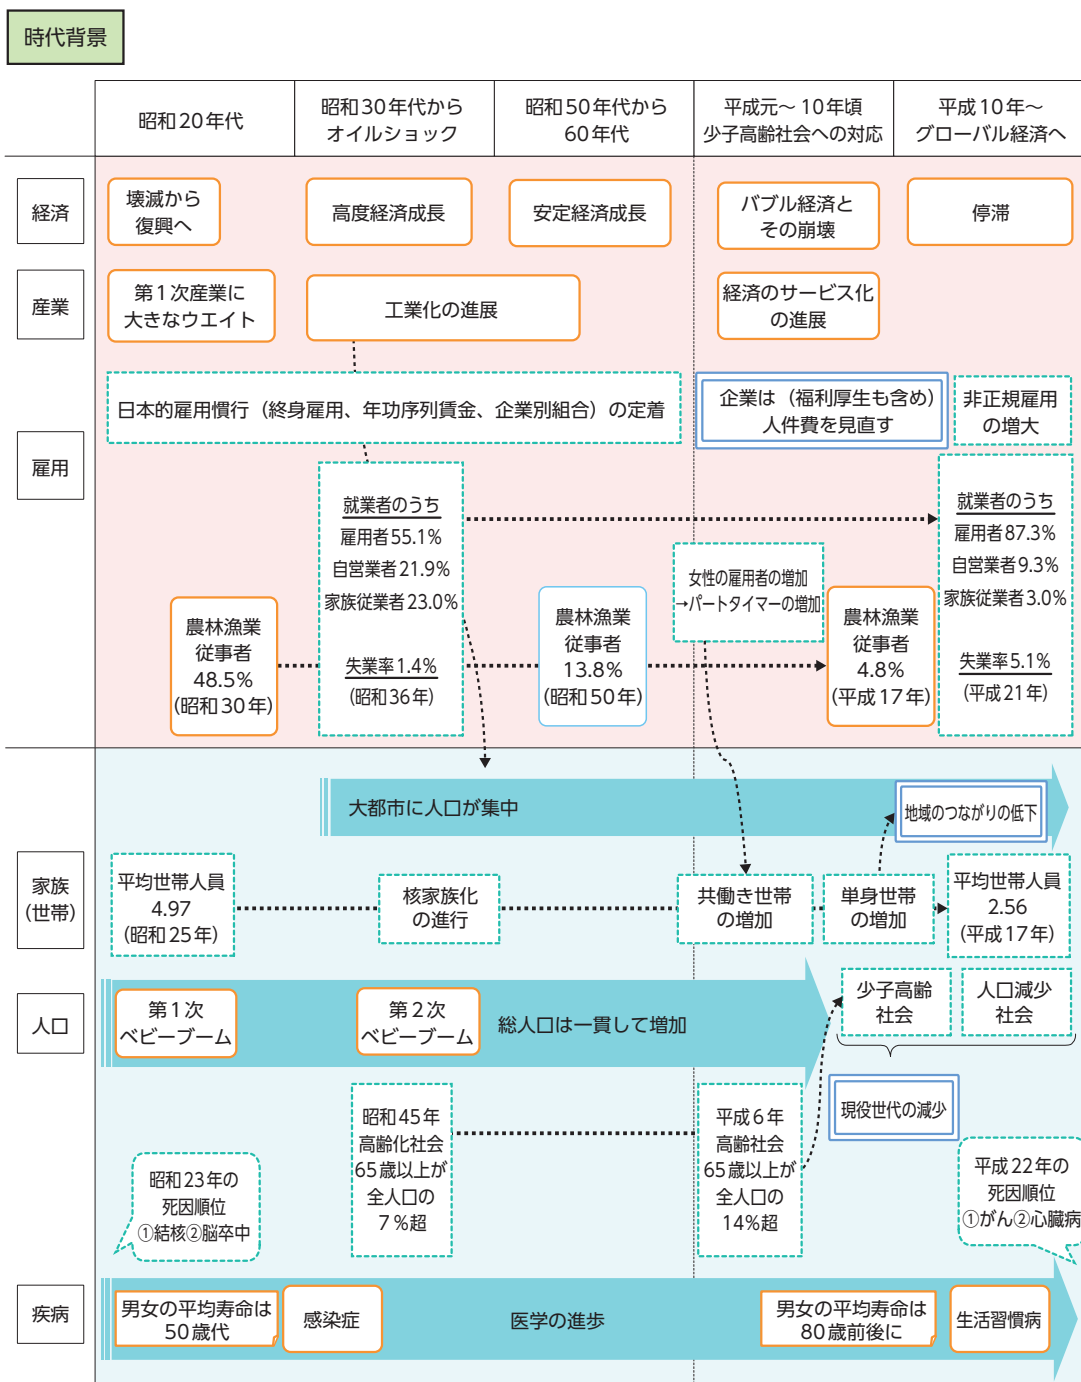 時代背景
昭和20年代
昭和30年代から
オイルショック
昭和50年代から
60年代
平成元〜10年頃
少子高齢社会への対応
平成10年〜
グローバル経済へ
経済
壊滅から
復興へ
高度経済成長
安定経済成長
バブル経済と
その崩壊
停滞
産業
第1次産業に
大きなウエイト
工業化の進展
経済のサービス化
の進展
雇用
日本的雇用慣行（終身雇用、年功序列賃金、企業別組合）の定着
企業は（福利厚生も含め）
人件費を見直す
非正規雇用
の増大
就業者のうち
雇用者55.1%
自営業者21.9%
家族従業者23.0%
失業率1.4%
(昭和36年)
就業者のうち
雇用者87.3%
自営業者9.3%
家族従業者3.0%
失業率5.1%
(平成21年)
女性の雇用者の増加
→パートタイマーの増加
農林漁業
従事者
48.5%
(昭和30年)
農林漁業
従事者
13.8%
(昭和50年)
農林漁業
従事者
4.8%
(平成17年)
大都市に人口が集中
地域のつながりの低下
家族
(世帯)
平均世帯人員
4.97
(昭和25年)
核家族化
の進行
共働き世帯
の増加
単身世帯
の増加
平均世帯人員
2.56
(平成17年)
人口
第1次
ベビーブーム
第2次
ベビーブーム
総人口は一貫して増加
少子高齢
社会
人口減少
社会
現役世代の減少
昭和45年
高齢化社会
65歳以上が
全人口の
7%超
平成6年
高齢社会
65歳以上が
全人口の
14%超
昭和23年の
死因順位
①結核②脳卒中
平成22年の
死因順位
①がん②心臓病
疾病
男女の平均寿命は
50歳代
感染症
医学の進歩
男女の平均寿命は
80歳前後に
生活習慣病